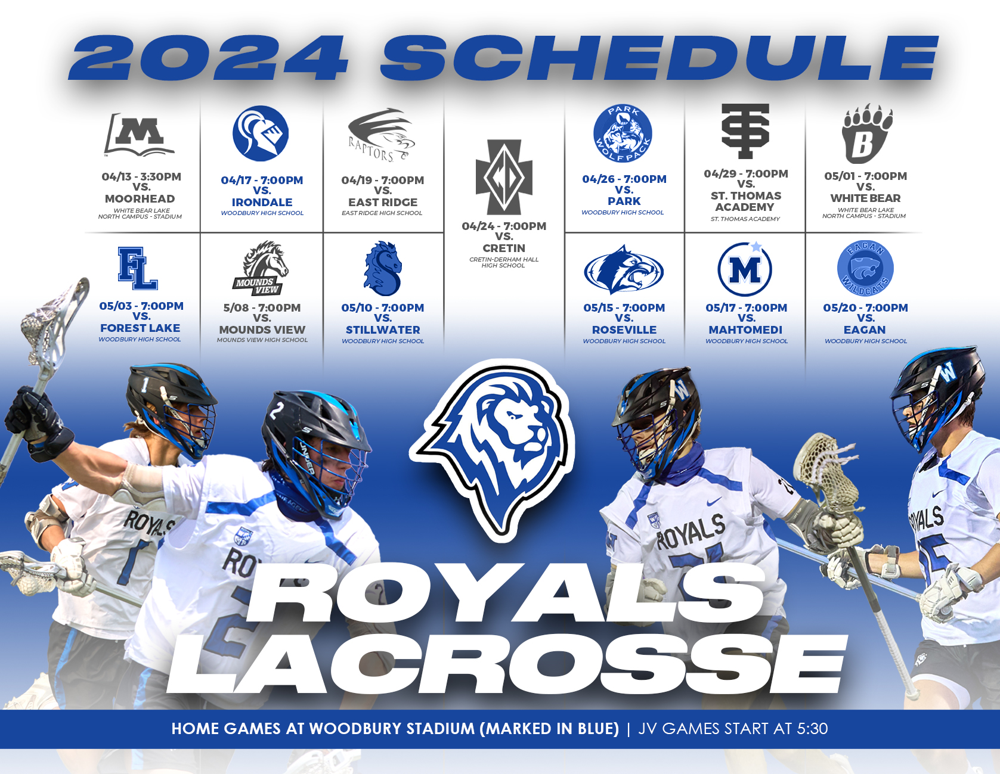 2024 SCHEDULE
M
™
04/13 - 3:30PM
VS.
MOORHEAD
WHITE BEAR LAKE
NORTH CAMPUS - STADIUM
04/17 - 7:00PM
VS.
IRONDALE
WOODBURY HIGH SCHOOL
RAPTORS
04/19 - 7:00PM
VS.
EAST RIDGE
EAST RIDGE HIGH SCHOOL
CD
04/24 - 7:00PM
VS.
CRETIN
CRETIN-DERHAM HALL
HIGH SCHOOL
PARK
WOLFPACK
04/26 - 7:00PM
VS.
PARK
WOODBURY HIGH SCHOOL
STA
04/29 - 7:00PM
VS.
ST. THOMAS
ACADEMY
ST. THOMAS ACADEMY
B
05/01 - 7:00PM
VS.
WHITE BEAR
WHITE BEAR LAKE
NORTH CAMPUS - STADIUM
FL
05/03 - 7:00PM
VS.
FOREST LAKE
WOODBURY HIGH SCHOOL
MOUNDS
VIEW
5/08 - 7:00PM
VS.
MOUNDS VIEW
MOUNDS VIEW HIGH SCHOOL
05/10 - 7:00PM
VS.
STILLWATER
WOODBURY HIGH SCHOOL
05/15 - 7:00PM
VS.
ROSEVILLE
WOODBURY HIGH SCHOOL
M
05/17 - 7:00PM
VS.
MAHTOMEDI
WOODBURY HIGH SCHOOL
EAGAN
WILDCATS
05/20 - 7:00PM
VS.
EAGAN
WOODBURY HIGH SCHOOL
1
2
S
W
S
W
ROYALS
1
RO
2
ROYALS
ROYALS
ROYALS
LACROSSE
HOME GAMES AT WOODBURY STADIUM (MARKED IN BLUE) | JV GAMES START AT 5:30